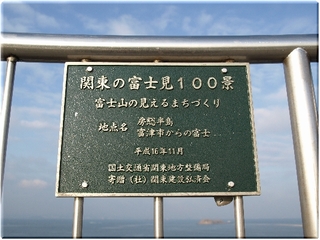 関東の富士見100景
富士山の見えるまちづくり
地点名 房総半島
富津市からの富士
平成16年11月
国土交通省関東地方整備局
寄贈（社）関東建設弘済会